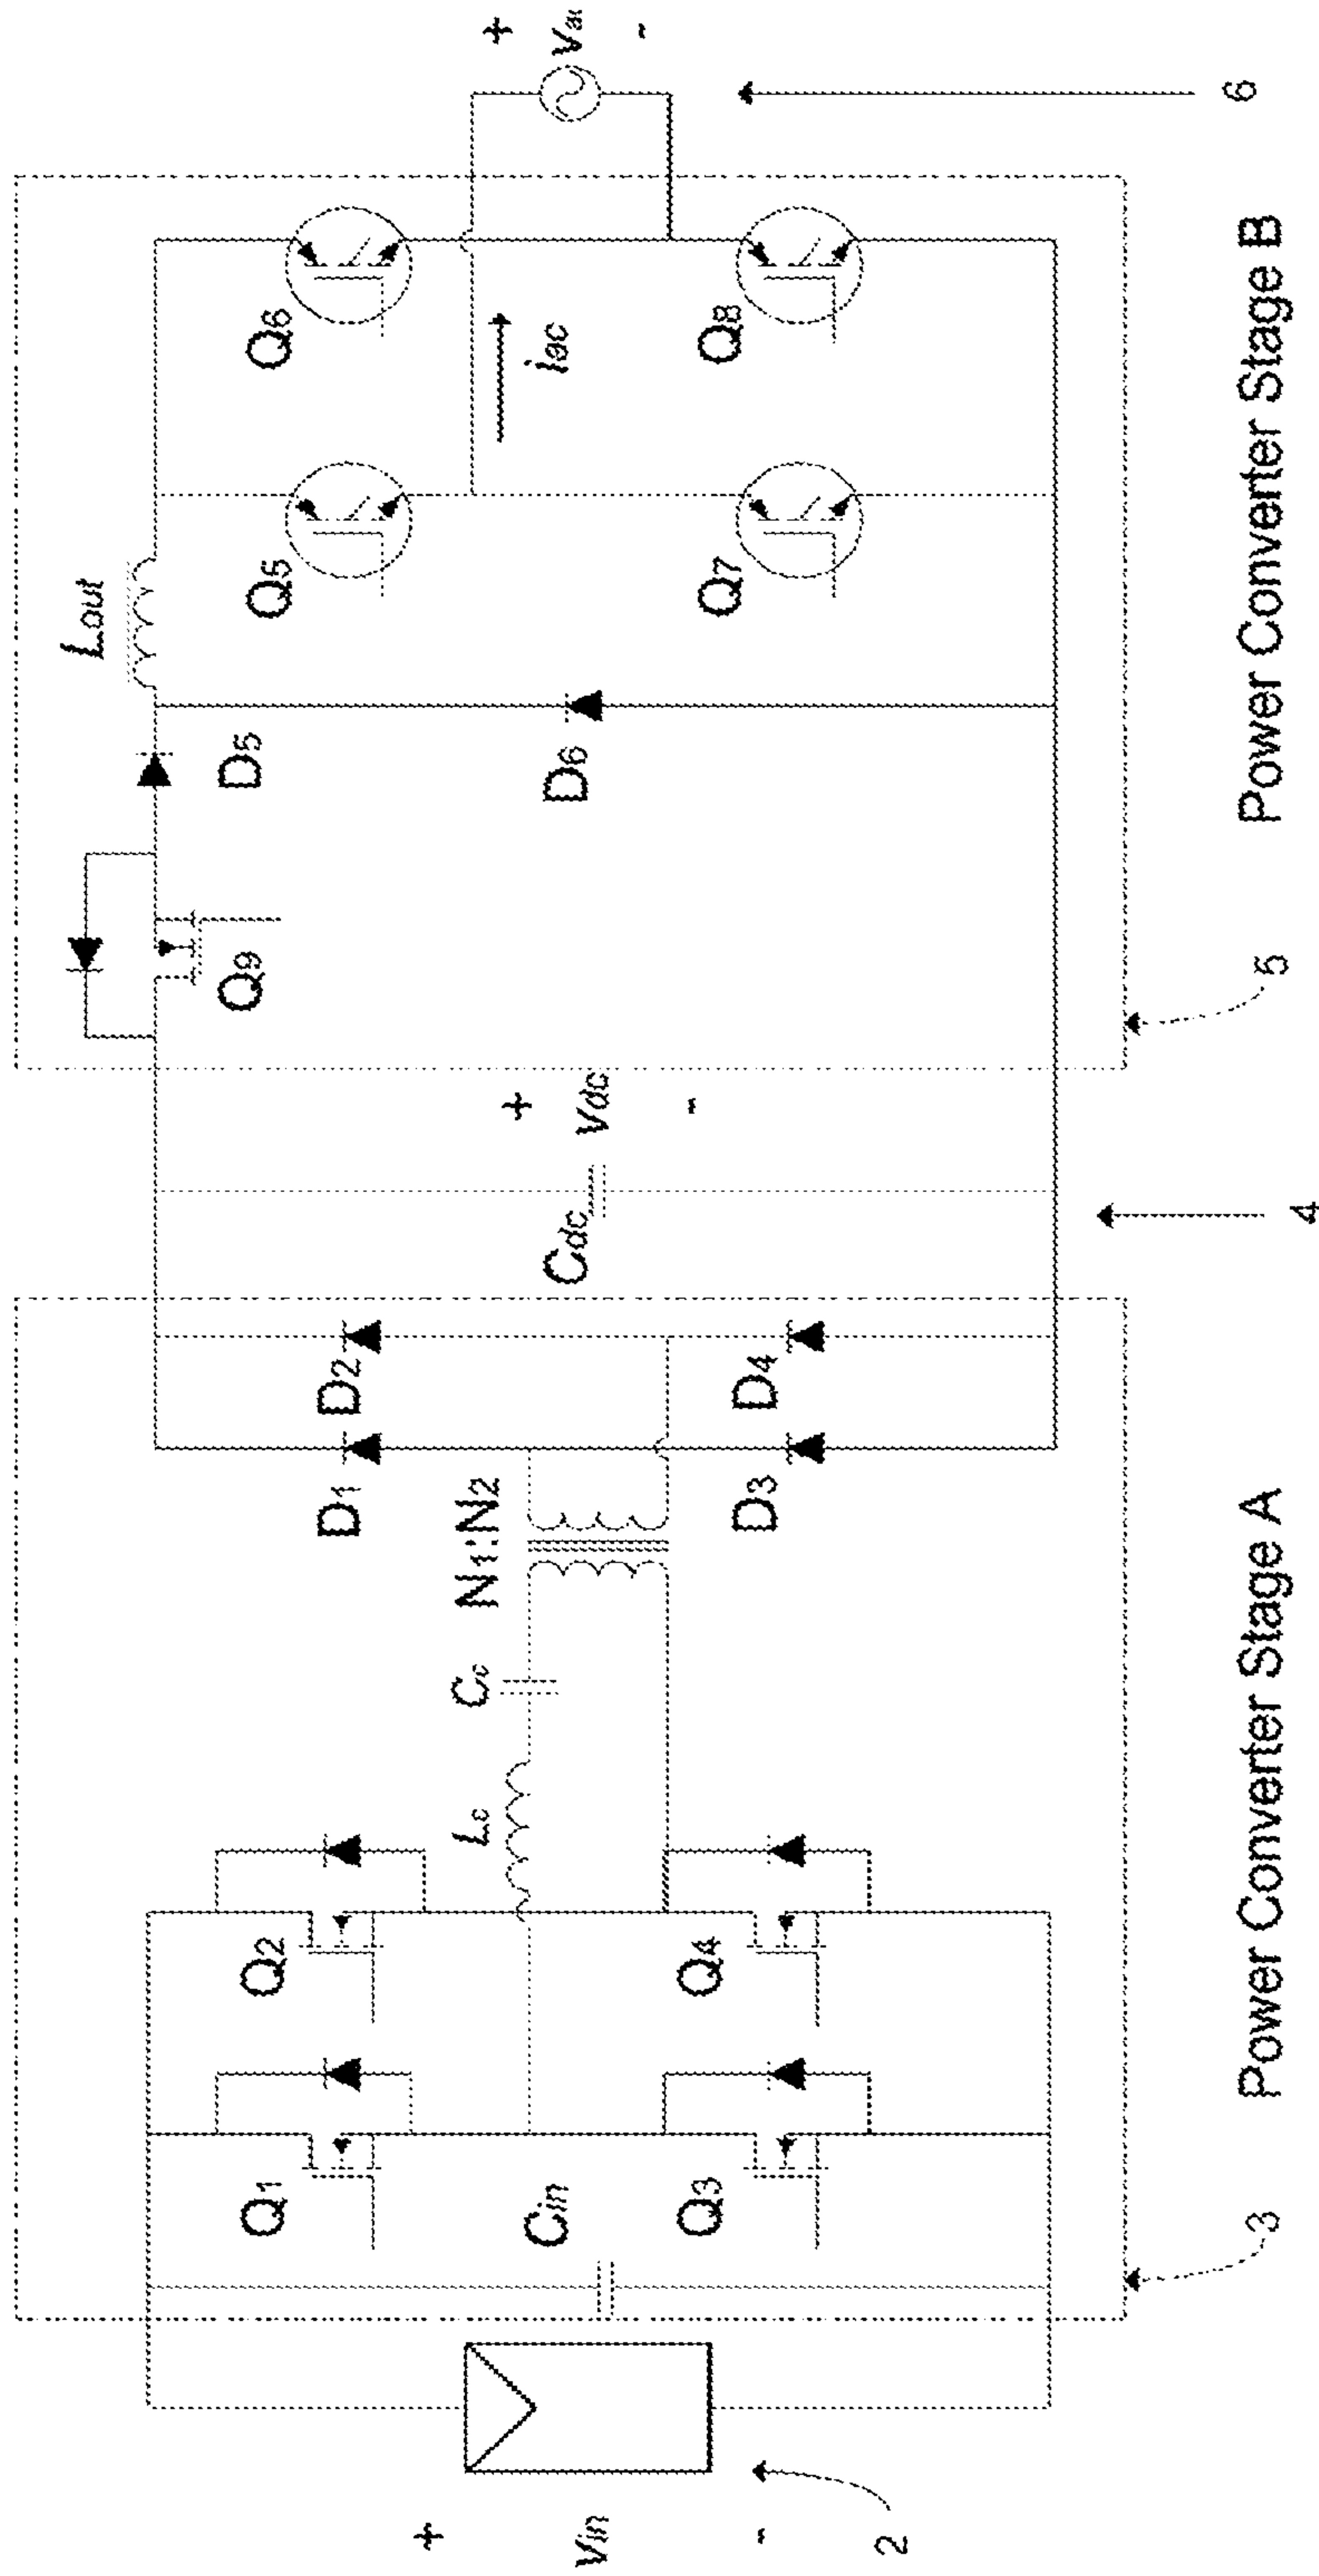 +
Vin
-
2
Cin
Q1
Q2
Q3
Q4
Lc
Cc
N1:N2
D1
D2
D3
D4
Power Converter Stage A
3
Cdc
+
Vdc
-
4
Q9
D5
D6
Lout
Q5
Q6
Q7
Q8
iac
Power Converter Stage B
5
+
Vac
-
6